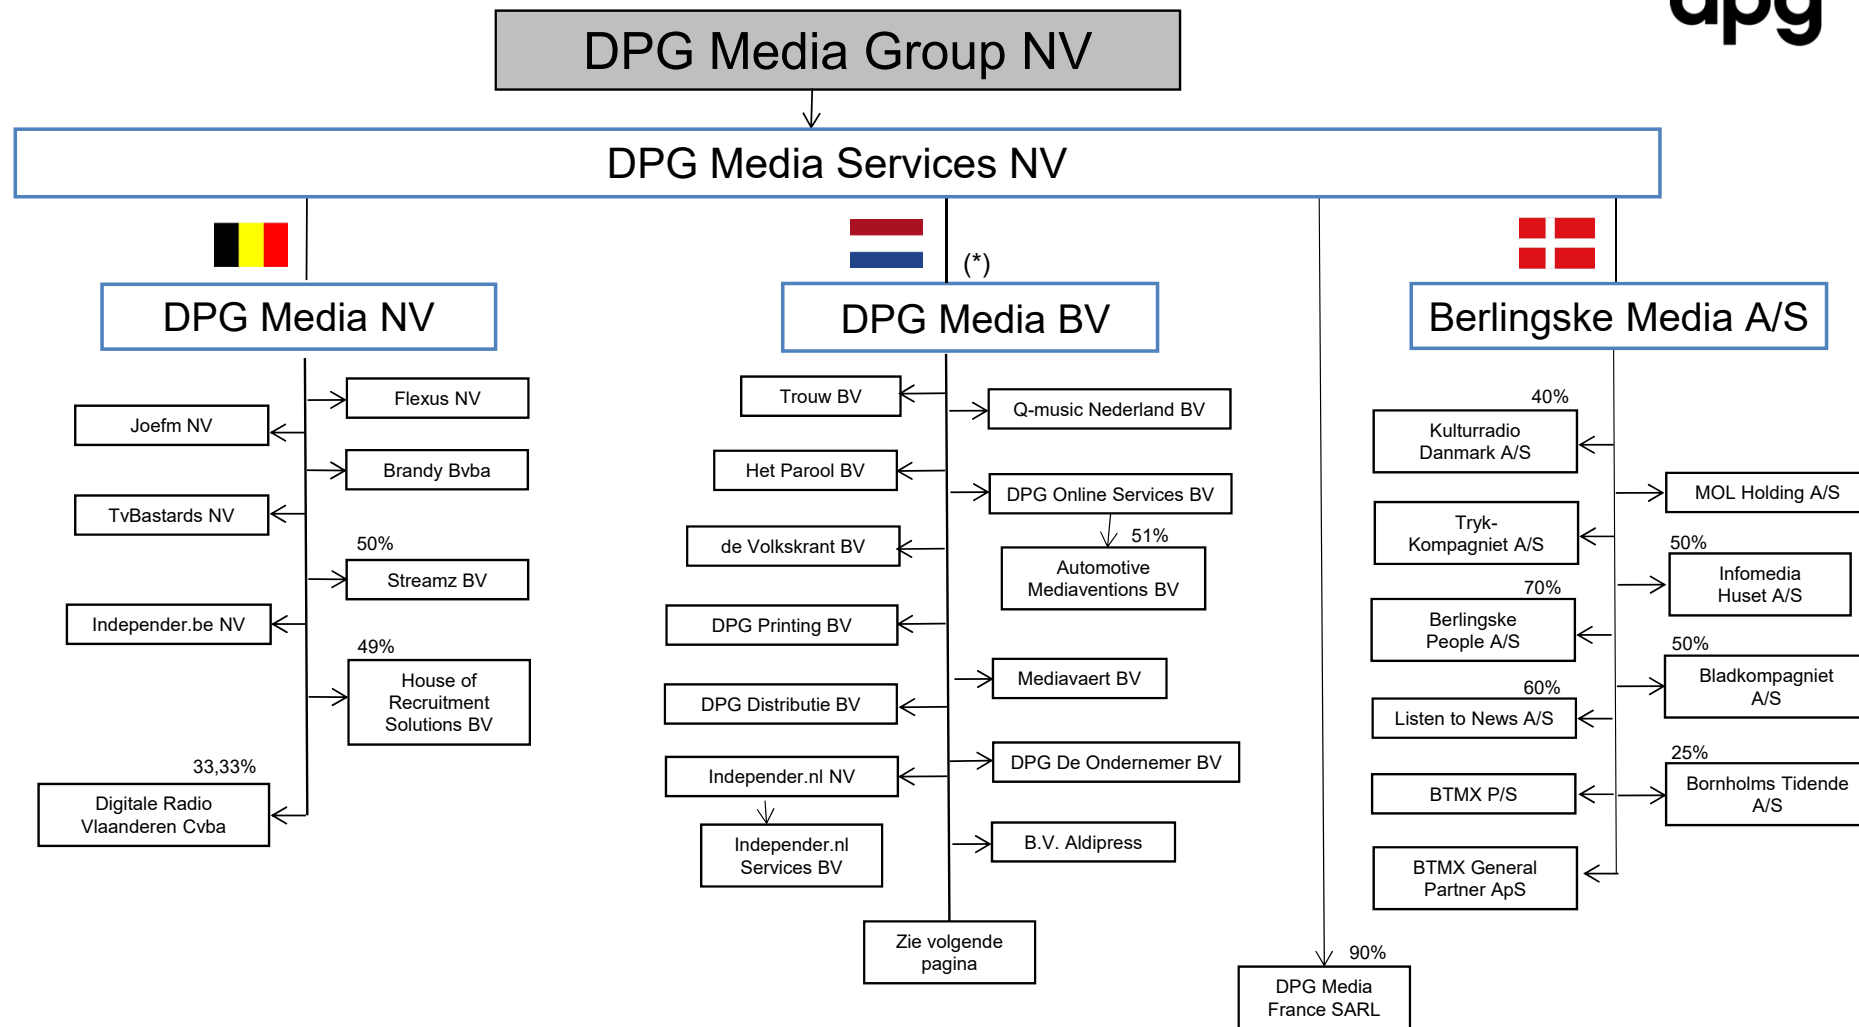 dpg
DPG Media Group NV
DPG Media Services NV
(*)
DPG Media NV
DPG Media BV
Berlingske Media A/S
Flexus NV
Joefm NV
Brandy Bvba
TvBastards NV
50%
Streamz BV
Independer.be NV
49%
House of
Recruitment
Solutions BV
33,33%
Digitale Radio
Vlaanderen Cvba
Trouw BV
Q-music Nederland BV
Het Parool BV
DPG Online Services BV
51%
Automotive
Mediaventions BV
de Volkskrant BV
DPG Printing BV
Mediavaert BV
DPG Distributie BV
DPG De Ondernemer BV
Independer.nl NV
Independer.nl
Services BV
B.V. Aldipress
Zie volgende
pagina
90%
DPG Media
France SARL
40%
Kulturradio
Danmark A/S
MOL Holding A/S
Tryk-
Kompagniet A/S
50%
Infomedia
Huset A/S
70%
Berlingske
People A/S
50%
Bladkompagniet
A/S
60%
Listen to News A/S
25%
Bornholms Tidende
A/S
BTMX P/S
BTMX General
Partner ApS